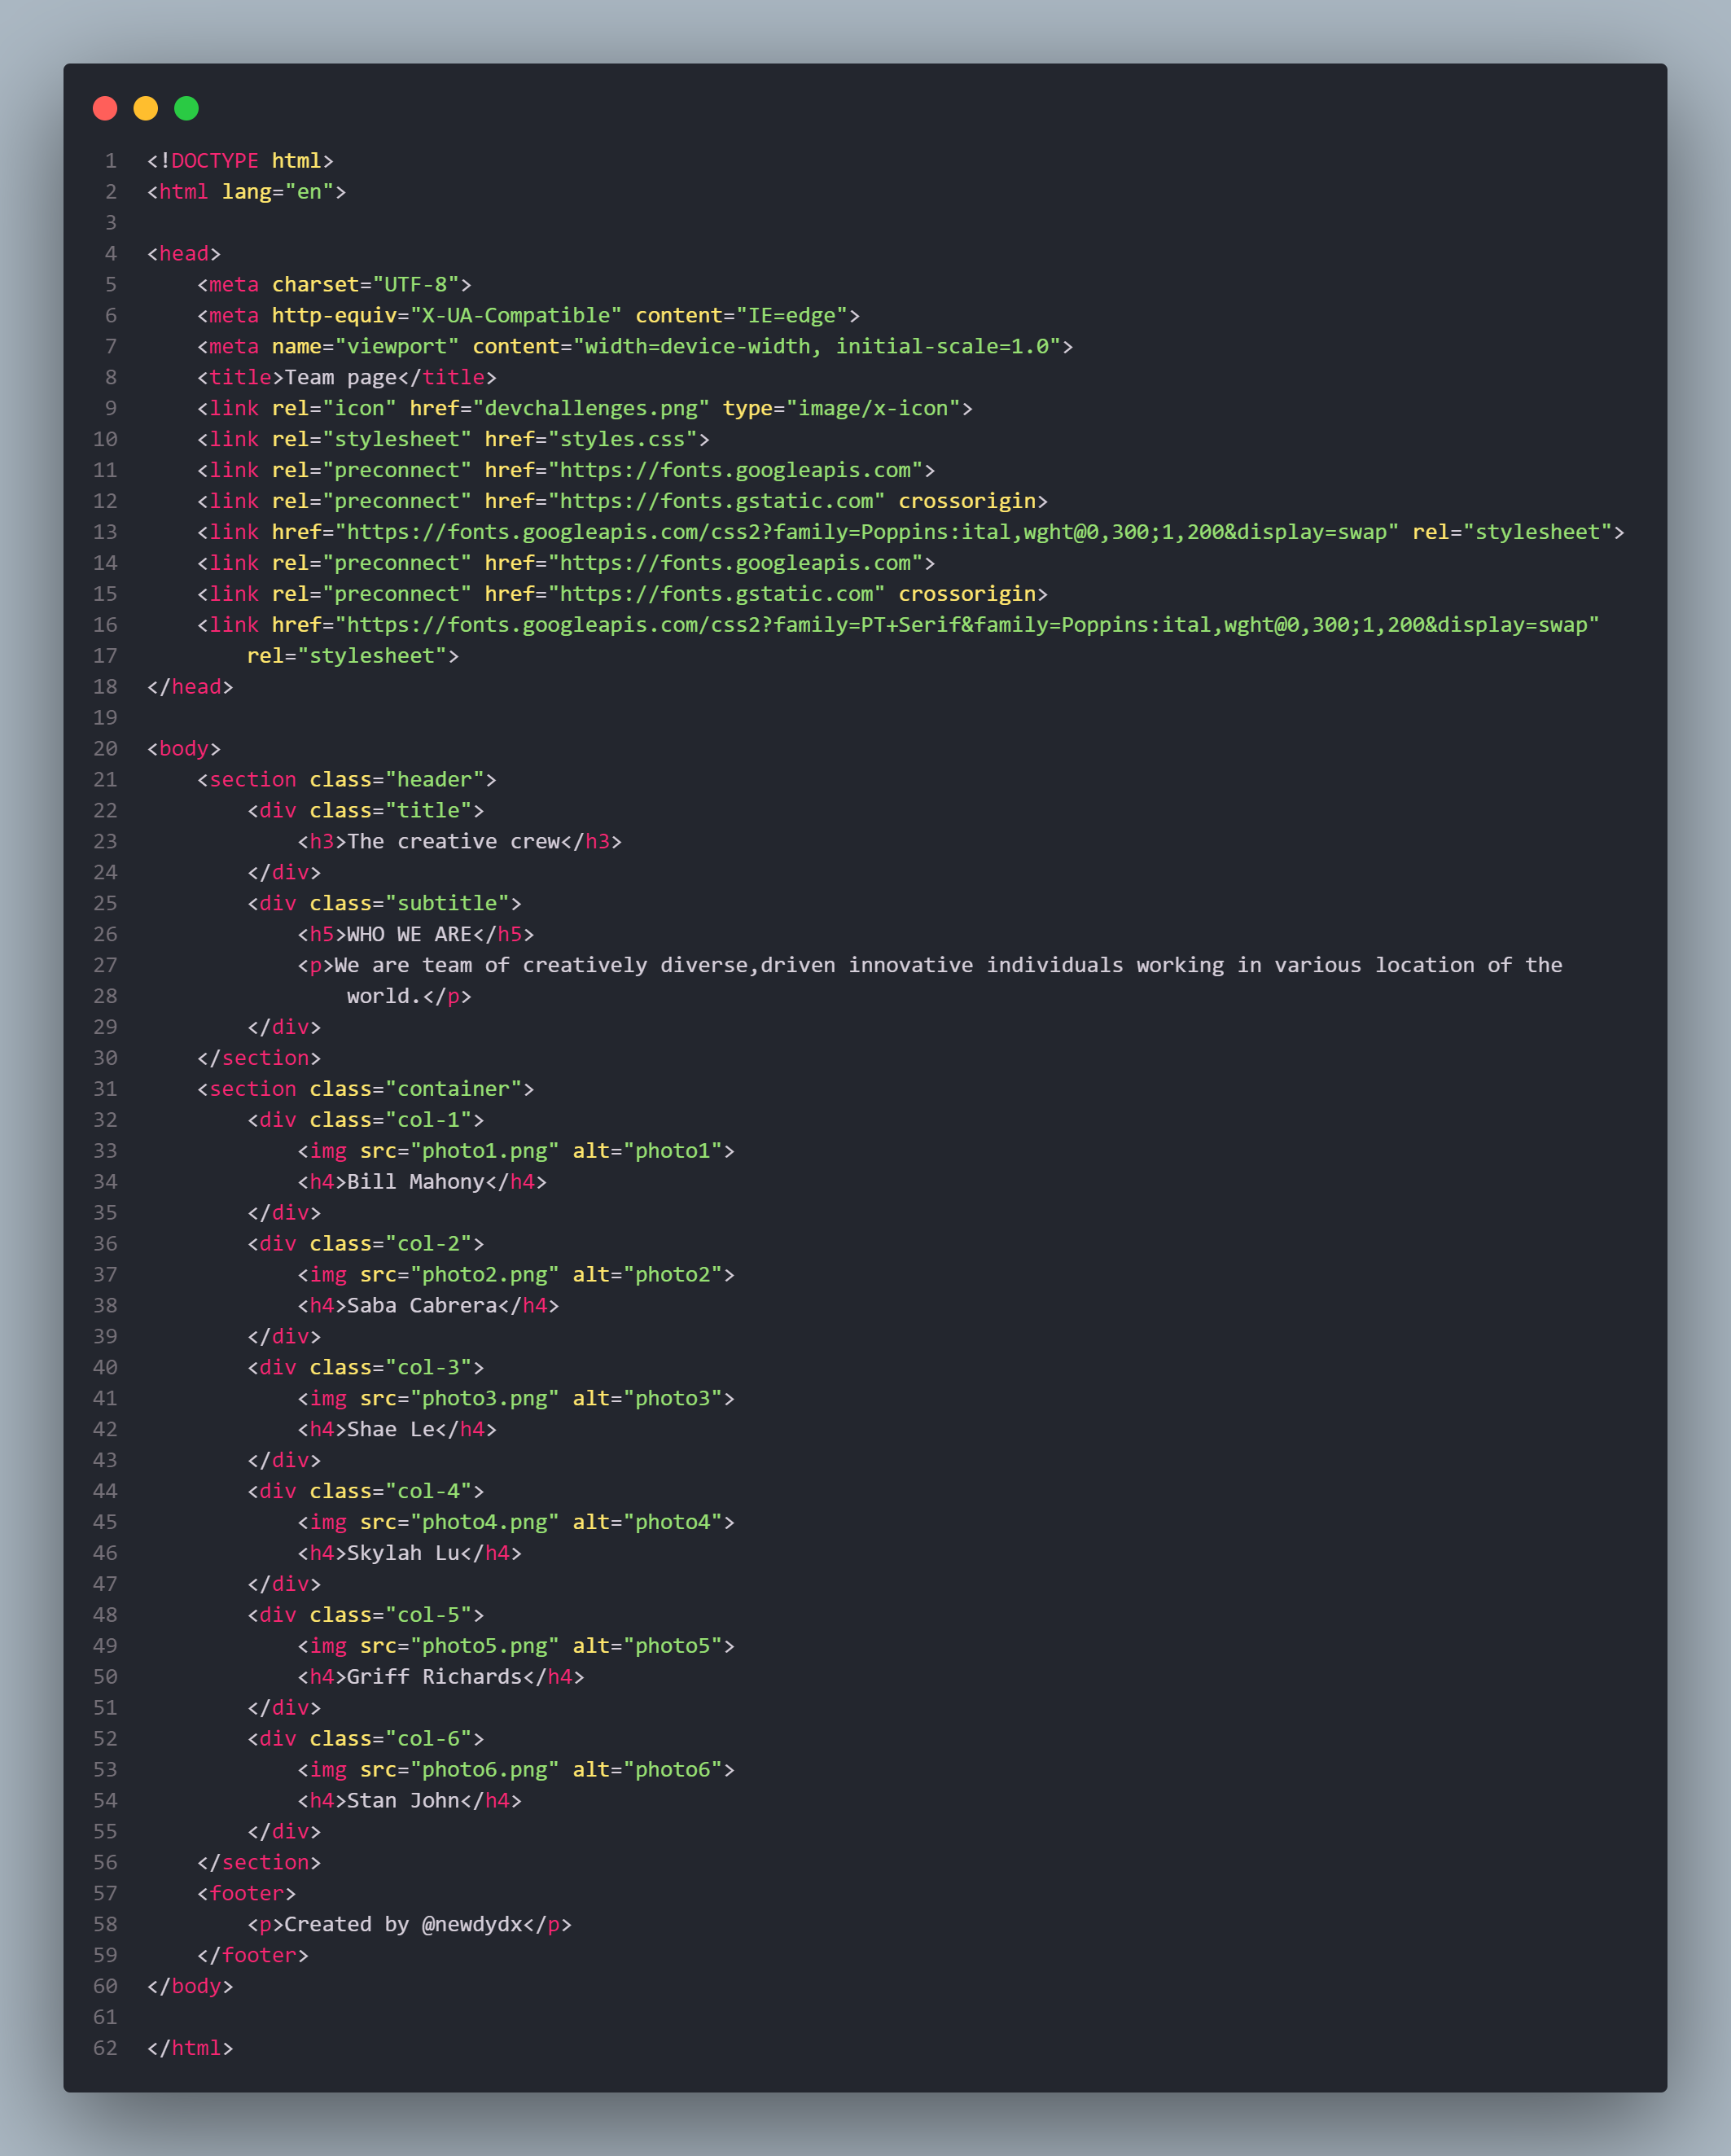 1 <!DOCTYPE html>
2 <html lang="en">
3
4 <head>
5     <meta charset="UTF-8">
6     <meta http-equiv="X-UA-Compatible" content="IE=edge">
7     <meta name="viewport" content="width=device-width, initial-scale=1.0">
8     <title>Team page</title>
9     <link rel="icon" href="devchallenges.png" type="image/x-icon">
10     <link rel="stylesheet" href="styles.css">
11     <link rel="preconnect" href="https://fonts.googleapis.com">
12     <link rel="preconnect" href="https://fonts.gstatic.com" crossorigin>
13     <link href="https://fonts.googleapis.com/css2?family=Poppins:ital,wght@0,300;1,200&display=swap" rel="stylesheet">
14     <link rel="preconnect" href="https://fonts.googleapis.com">
15     <link rel="preconnect" href="https://fonts.gstatic.com" crossorigin>
16     <link href="https://fonts.googleapis.com/css2?family=PT+Serif&family=Poppins:ital,wght@0,300;1,200&display=swap"
17         rel="stylesheet">
18 </head>
19
20 <body>
21     <section class="header">
22         <div class="title">
23             <h3>The creative crew</h3>
24         </div>
25         <div class="subtitle">
26             <h5>WHO WE ARE</h5>
27             <p>We are team of creatively diverse,driven innovative individuals working in various location of the
28                 world.</p>
29         </div>
30     </section>
31     <section class="container">
32         <div class="col-1">
33             <img src="photo1.png" alt="photo1">
34             <h4>Bill Mahony</h4>
35         </div>
36         <div class="col-2">
37             <img src="photo2.png" alt="photo2">
38             <h4>Saba Cabrera</h4>
39         </div>
40         <div class="col-3">
41             <img src="photo3.png" alt="photo3">
42             <h4>Shae Le</h4>
43         </div>
44         <div class="col-4">
45             <img src="photo4.png" alt="photo4">
46             <h4>Skylah Lu</h4>
47         </div>
48         <div class="col-5">
49             <img src="photo5.png" alt="photo5">
50             <h4>Griff Richards</h4>
51         </div>
52         <div class="col-6">
53             <img src="photo6.png" alt="photo6">
54             <h4>Stan John</h4>
55         </div>
56     </section>
57     <footer>
58         <p>Created by @newdydx</p>
59     </footer>
60 </body>
61
62 </html>